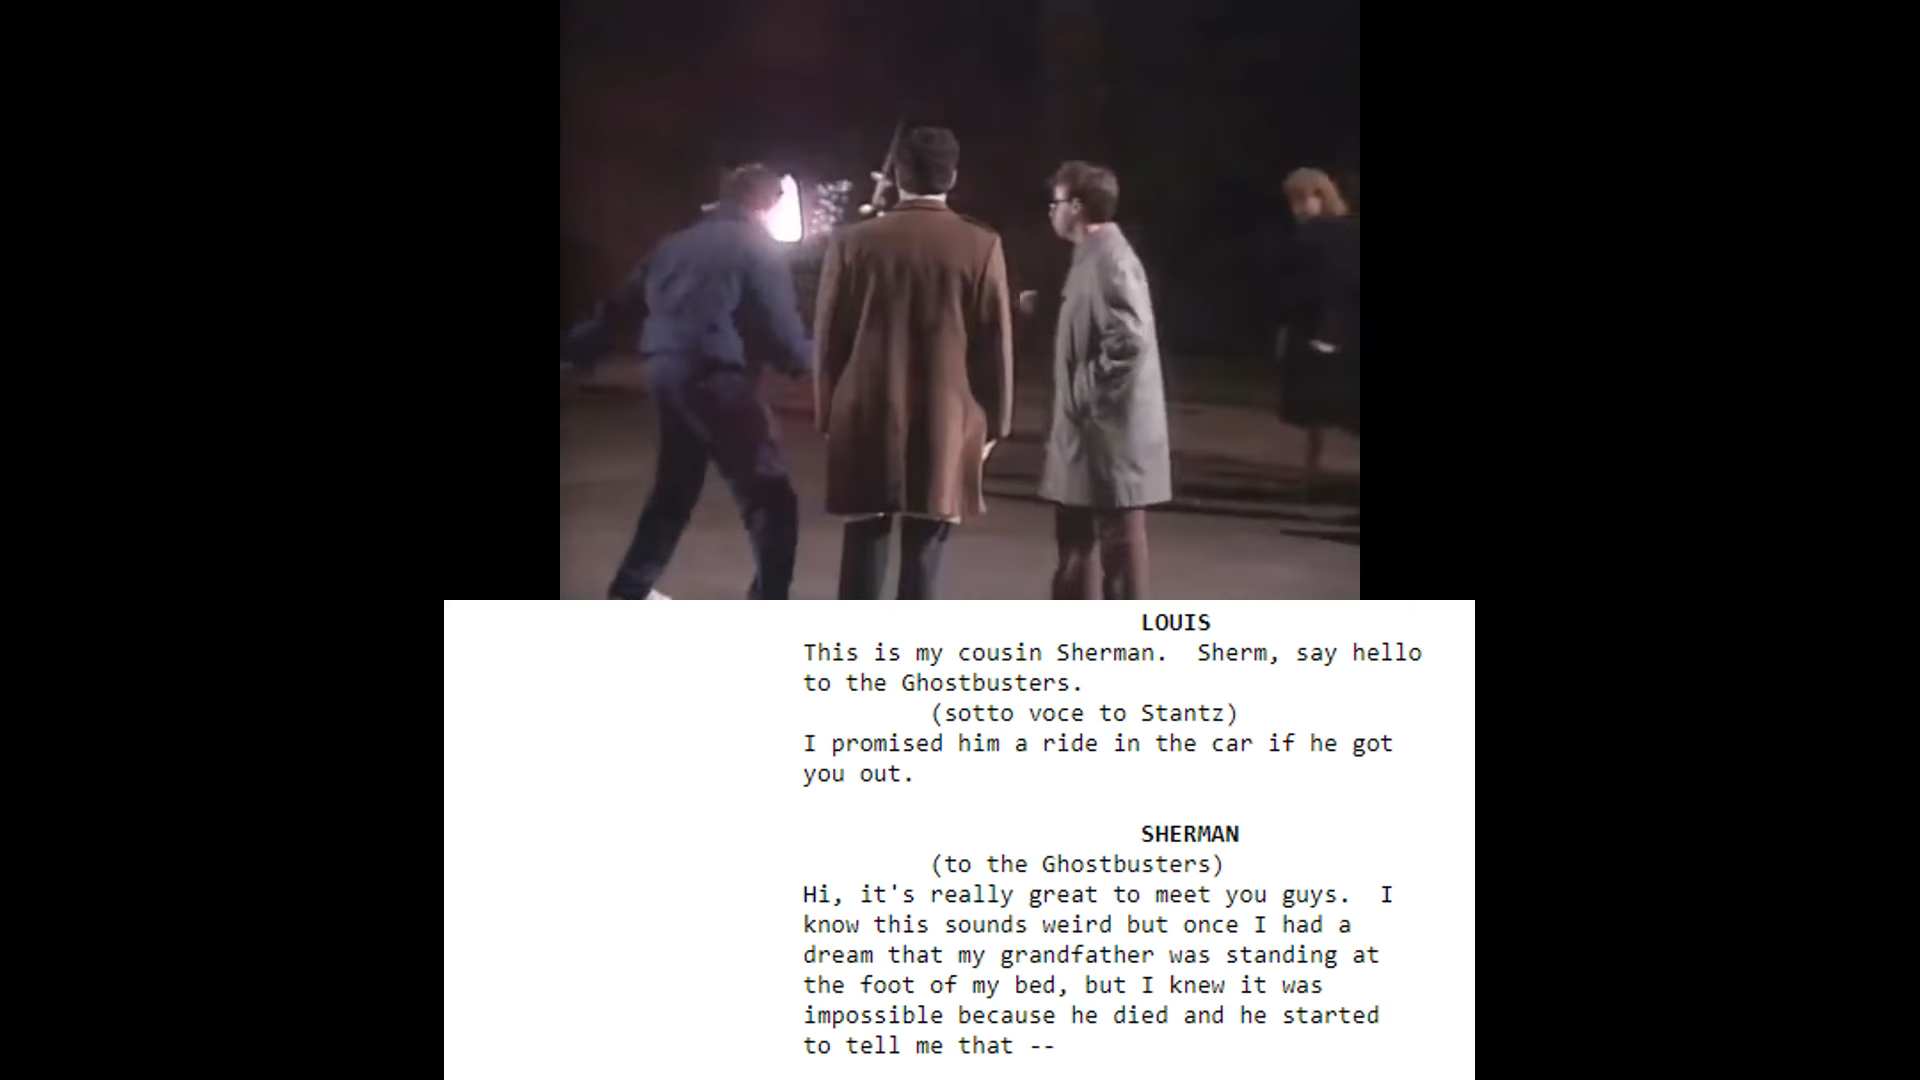 LOUIS
This is my cousin Sherman.  Sherm, say hello
to the Ghostbusters.
(sotto voce to Stantz)
I promised him a ride in the car if he got
you out.
SHERMAN
(to the Ghostbusters)
Hi, it's really great to meet you guys.  I
know this sounds weird but once I had a
dream that my grandfather was standing at
the foot of my bed, but I knew it was
impossible because he died and he started
to tell me that --